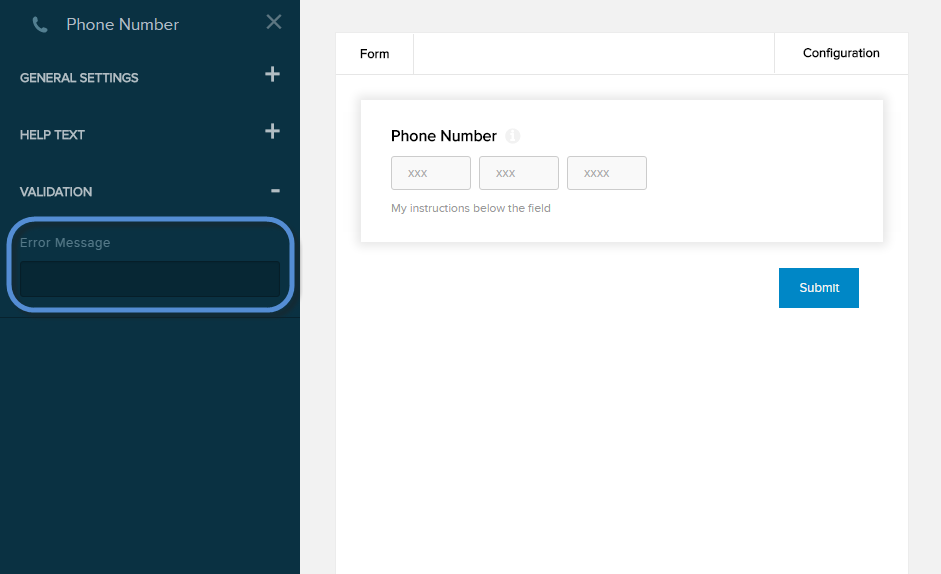 Phone Number
GENERAL SETTINGS
HELP TEXT
VALIDATION
Error Message
Form
Configuration
Phone Number
xxx xxx xxxx
My instructions below the field
Submit